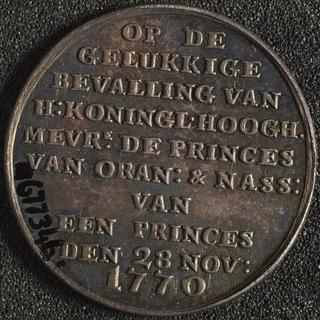 OP DE
GELUKKIGE
BEVALLING VAN
H:KONINGL:HOOGH.
MEVRS: DE PRINCES
VAN ORAN: & NASS:
VAN
EEN PRINCES
DEN 28 NOV:
1770